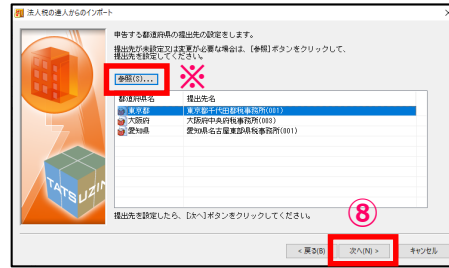 法人税の達人からのインポート
申告する都道府県の提出先の設定をします。
提出先が未設定又は変更が必要な場合は、[参照]ボタンをクリックして、
提出先を設定してください。
参照(S)...
※
都道府県名 提出先名
東京都 東京都千代田都税事務所(001)
大阪府 大阪府中央府税事務所(003)
愛知県 愛知県名古屋東部県税事務所(001)
TATSUZIN
提出先を設定したら、[次へ]ボタンをクリックしてください。
⑧
< 戻る(B) 次へ(N) > キャンセル